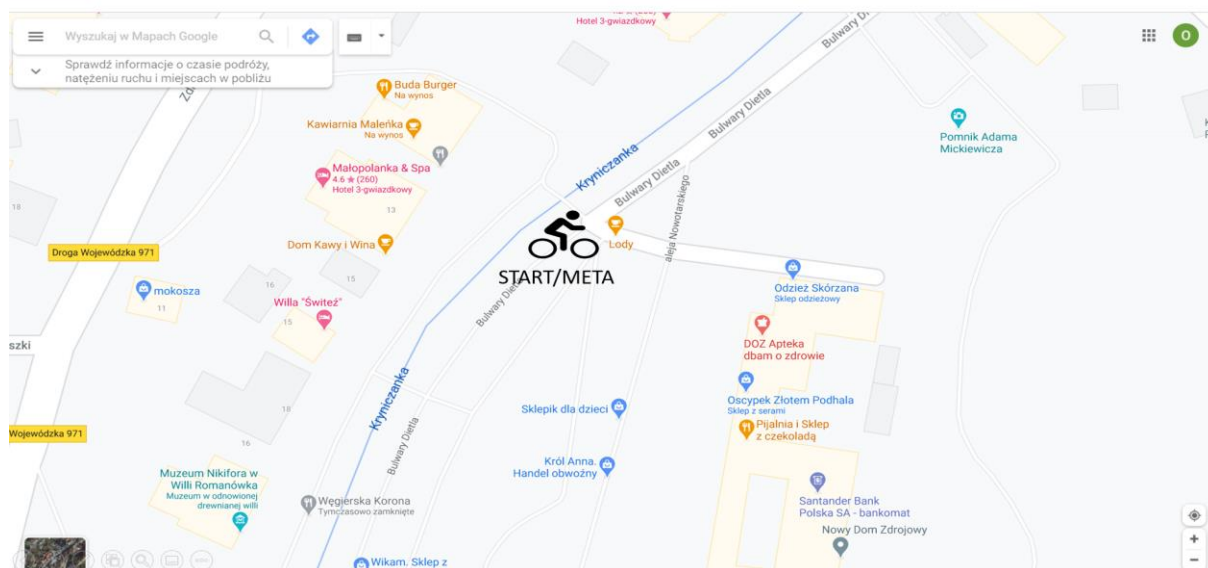 Hotel 3-gwiazdkowy
Wyszukaj w Mapach Google
O
Sprawdź informacje o czasie podróży,
natężeniu ruchu i miejscach w pobliżu
Bulwary Dietla
Buda Burger
Na wynos
Kawiarnia Maleńka
Na wynos
Bulwary Dietla
Pomnik Adama
Mickiewicza
Kryniczanka
Małopolanka & Spa
4.6 ★ (260)
Hotel 3-gwiazdkowy
Bulwary Dietla
aleja Nowotarskiego
18
13
Dom Kawy i Wina
Lody
Droga Wojewódzka 971
START/META
15
16
mokosza
11
Odzież Skórzana
Sklep odzieżowy
Willa "Świteź"
15
Bulwary Dietla
szki
DOZ Apteka
dbam o zdrowie
Kryniczanka
Oscypek Złotem Podhala
Sklep z serami
Sklepik dla dzieci
18
Pijalnia i Sklep
z czekoladą
Wojewódzka 971
16
Bulwary Dietla
Król Anna.
Handel obwoźny
Muzeum Nikifora w
Willi Romanówka
Muzeum w odnowionej
drewnianej willi
Węgierska Korona
Tymczasowo zamknięte
Santander Bank
Polska SA - bankomat
Nowy Dom Zdrojowy
Wikam. Sklep z